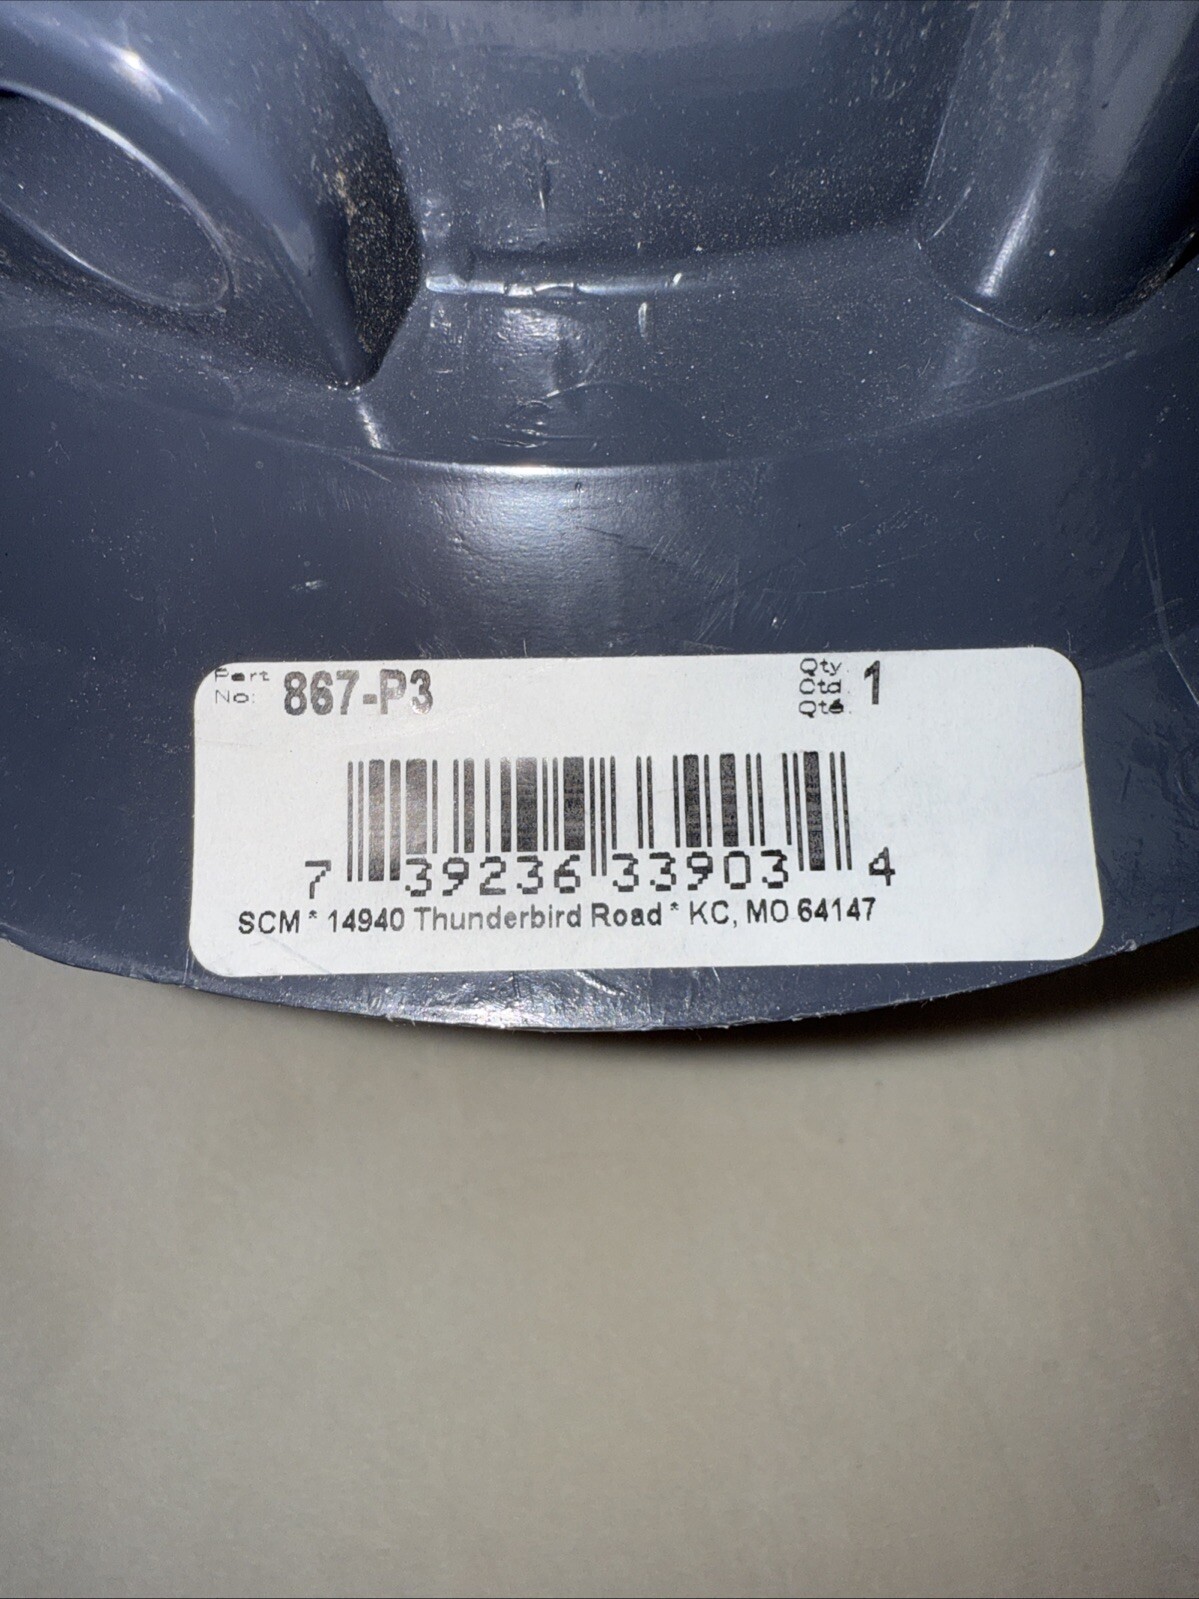 Part No: 867-P3
Qty. Ctd. Qté. 1
7 39236 33903 4
SCM * 14940 Thunderbird Road * KC, MO 64147